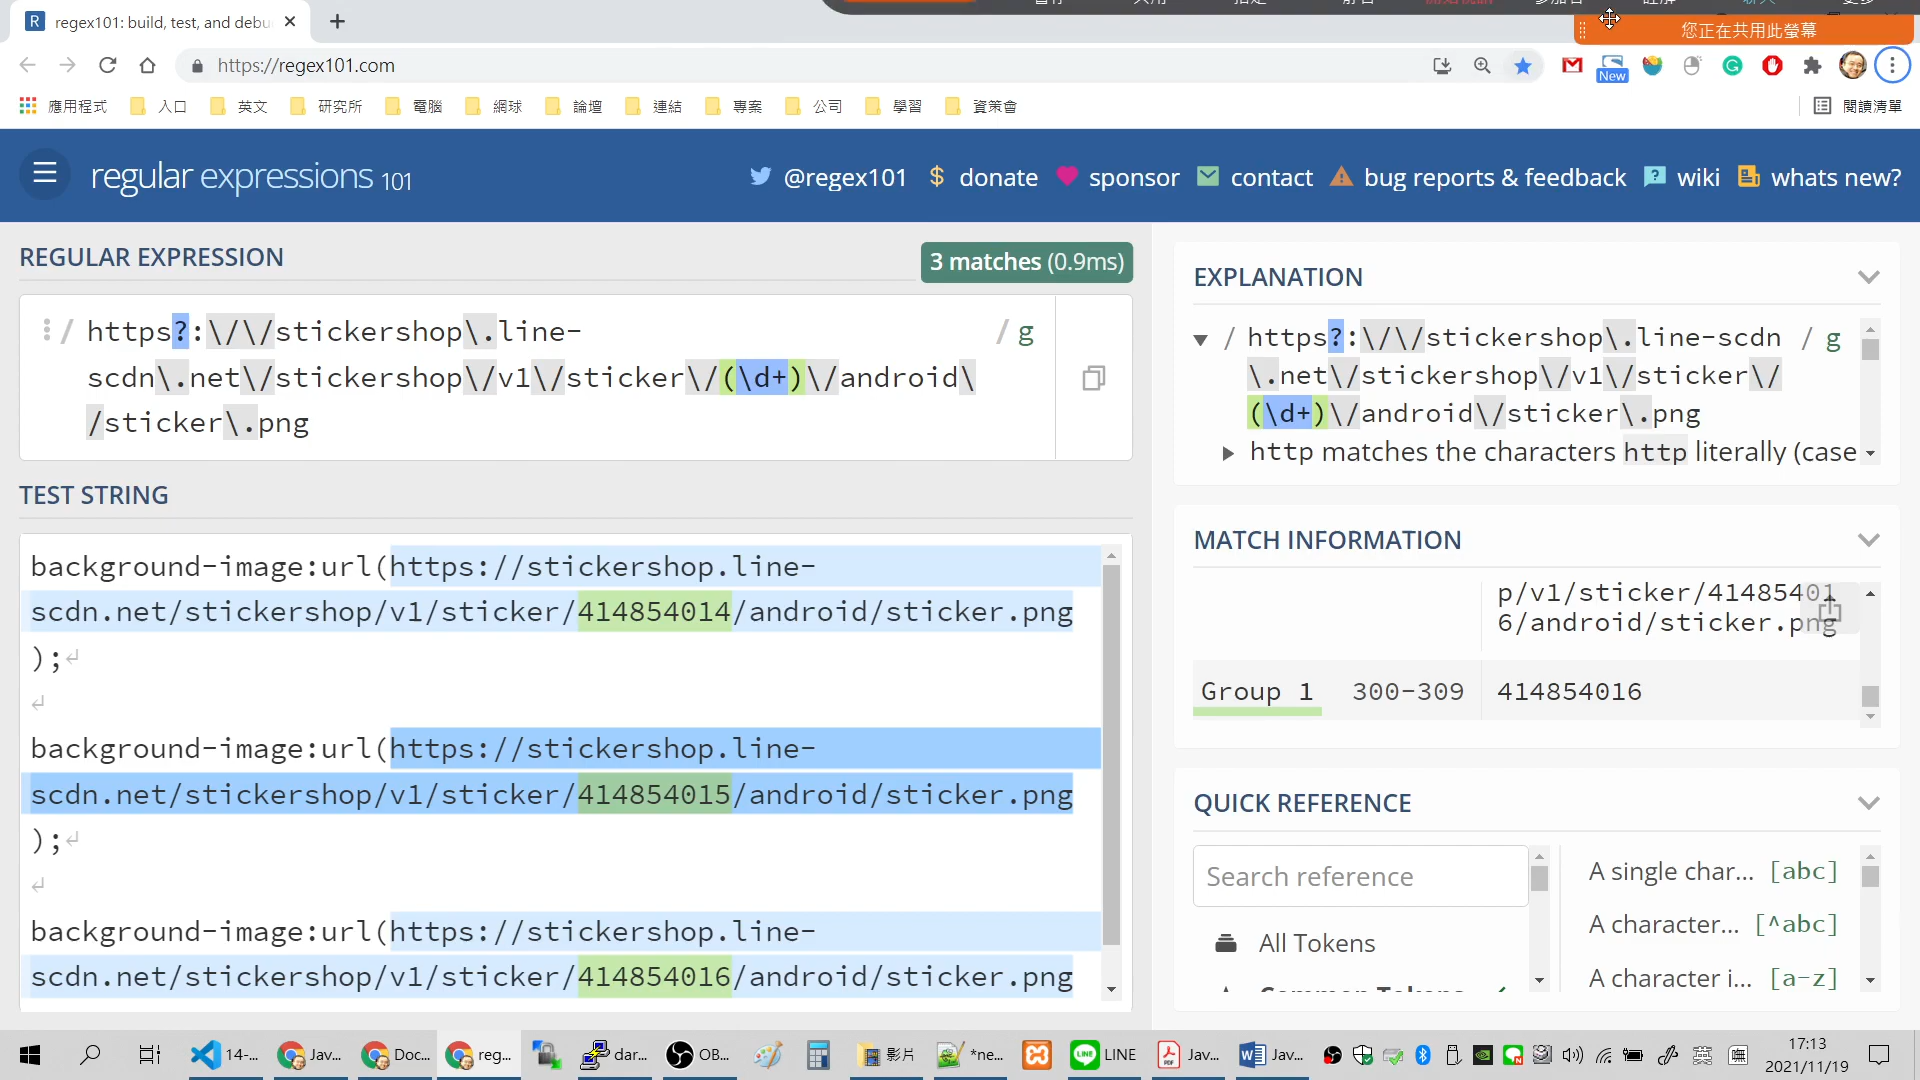 regex101: build, test, and debu
您正在共用此螢幕
https://regex101.com
New
應用程式 入口 英文 研究所 電腦 網球 論壇 連結 專案 公司 學習 資策會 閱讀清單
regular expressions 101
@regex101 donate sponsor contact bug reports & feedback wiki whats new?
REGULAR EXPRESSION
3 matches (0.9ms)
/ https?:\/\/stickershop\.line- / g
scdn\.net\/stickershop\/v1\/sticker\/(\d+)\/android\
/sticker\.png
TEST STRING
background-image:url(https://stickershop.line-
scdn.net/stickershop/v1/sticker/414854014/android/sticker.png
);↵
↵
background-image:url(https://stickershop.line-
scdn.net/stickershop/v1/sticker/414854015/android/sticker.png
);↵
↵
background-image:url(https://stickershop.line-
scdn.net/stickershop/v1/sticker/414854016/android/sticker.png
EXPLANATION
/ https?:\/\/stickershop\.line-scdn / g
\.net\/stickershop\/v1\/sticker\/
(\d+)\/android\/sticker\.png
http matches the characters http literally (case
MATCH INFORMATION
p/v1/sticker/41485401
6/android/sticker.png
Group 1 300-309 414854016
QUICK REFERENCE
Search reference
All Tokens
Common Tokens
A single char... [abc]
A character... [^abc]
A character i... [a-z]
14-... Jav... Doc... reg... dar... OB... 影片 *ne... LINE Jav... Jav... 英
17:13
2021/11/19